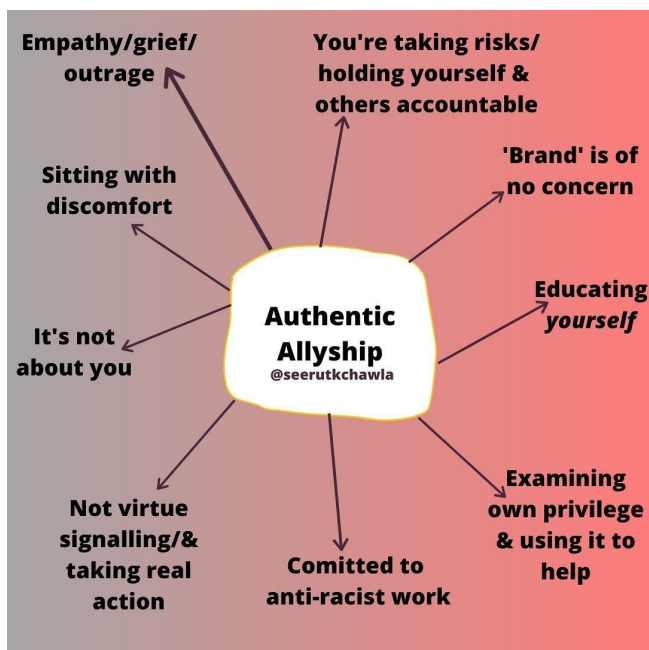 Empathy/grief/
outrage
You're taking risks/
holding yourself &
others accountable
'Brand' is of
no concern
Sitting with
discomfort
Educating
yourself
Authentic
Allyship
@seerutkchawla
It's not
about you
Examining
own privilege
& using it to
help
Not virtue
signalling/&
taking real
action
Comitted to
anti-racist work